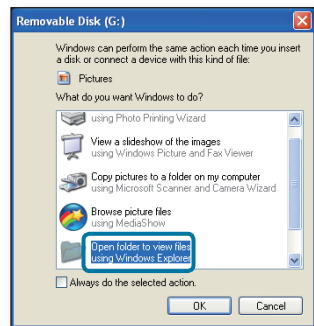 Removable Disk (G:)
Windows can perform the same action each time you insert
a disk or connect a device with this kind of file:
Pictures
What do you want Windows to do?
using Photo Printing Wizard
View a slideshow of the images
using Windows Picture and Fax Viewer
Copy pictures to a folder on my computer
using Microsoft Scanner and Camera Wizard
Browse picture files
using MediaShow
Open folder to view files
using Windows Explorer
Always do the selected action.
OK
Cancel